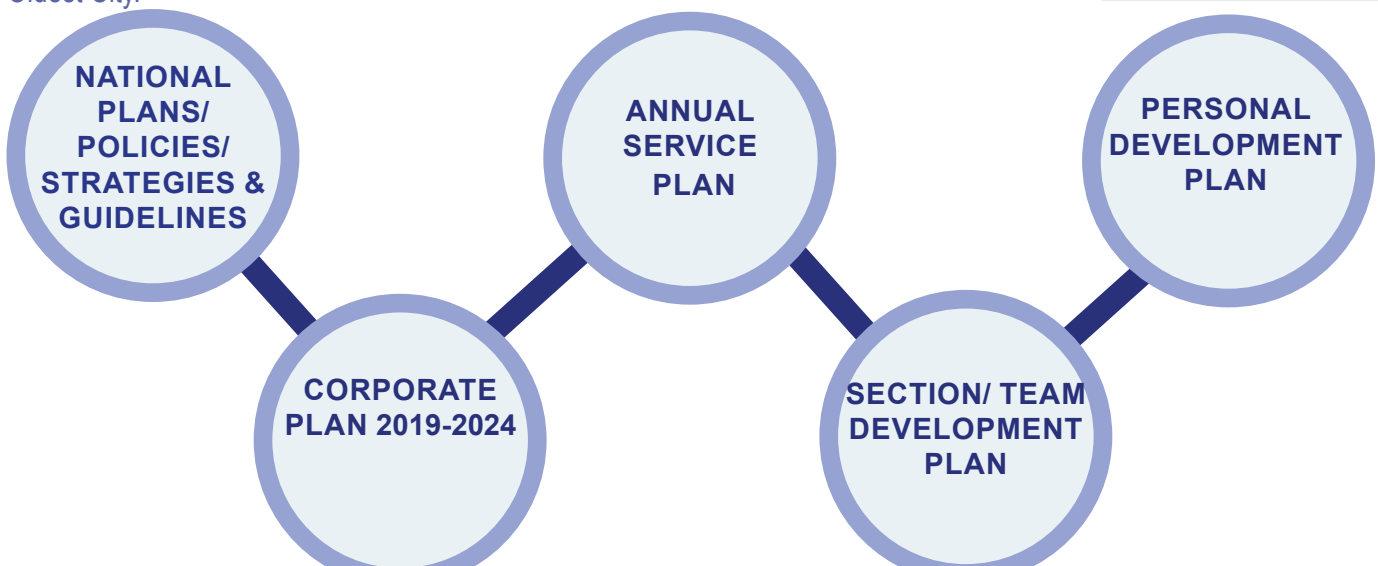 NATIONAL
PLANS/
POLICIES/
STRATEGIES &
GUIDELINES
CORPORATE
PLAN 2019-2024
ANNUAL
SERVICE
PLAN
SECTION/ TEAM
DEVELOPMENT
PLAN
PERSONAL
DEVELOPMENT
PLAN